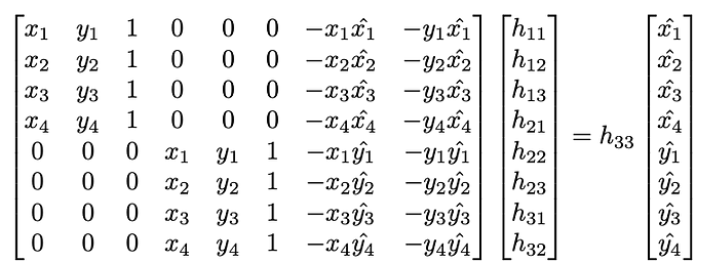 x₁ y₁ 1 0 0 0 −x₁x̂₁ −y₁x̂₁ h₁₁ x̂₁
x₂ y₂ 1 0 0 0 −x₂x̂₂ −y₂x̂₂ h₁₂ x̂₂
x₃ y₃ 1 0 0 0 −x₃x̂₃ −y₃x̂₃ h₁₃ x̂₃
x₄ y₄ 1 0 0 0 −x₄x̂₄ −y₄x̂₄ h₂₁ = h₃₃ x̂₄
0 0 0 x₁ y₁ 1 −x₁ŷ₁ −y₁ŷ₁ h₂₂ ŷ₁
0 0 0 x₂ y₂ 1 −x₂ŷ₂ −y₂ŷ₂ h₂₃ ŷ₂
0 0 0 x₃ y₃ 1 −x₃ŷ₃ −y₃ŷ₃ h₃₁ ŷ₃
0 0 0 x₄ y₄ 1 −x₄ŷ₄ −y₄ŷ₄ h₃₂ ŷ₄